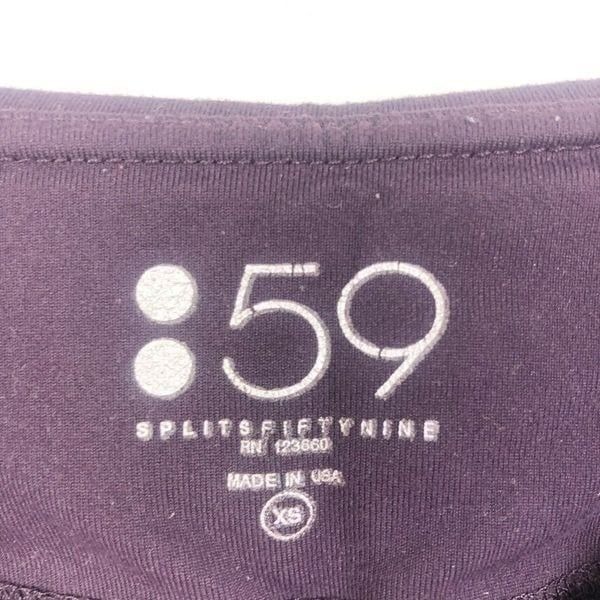 :59
SPLITSFIFTYNINE
RN 123660
MADE IN USA
XS